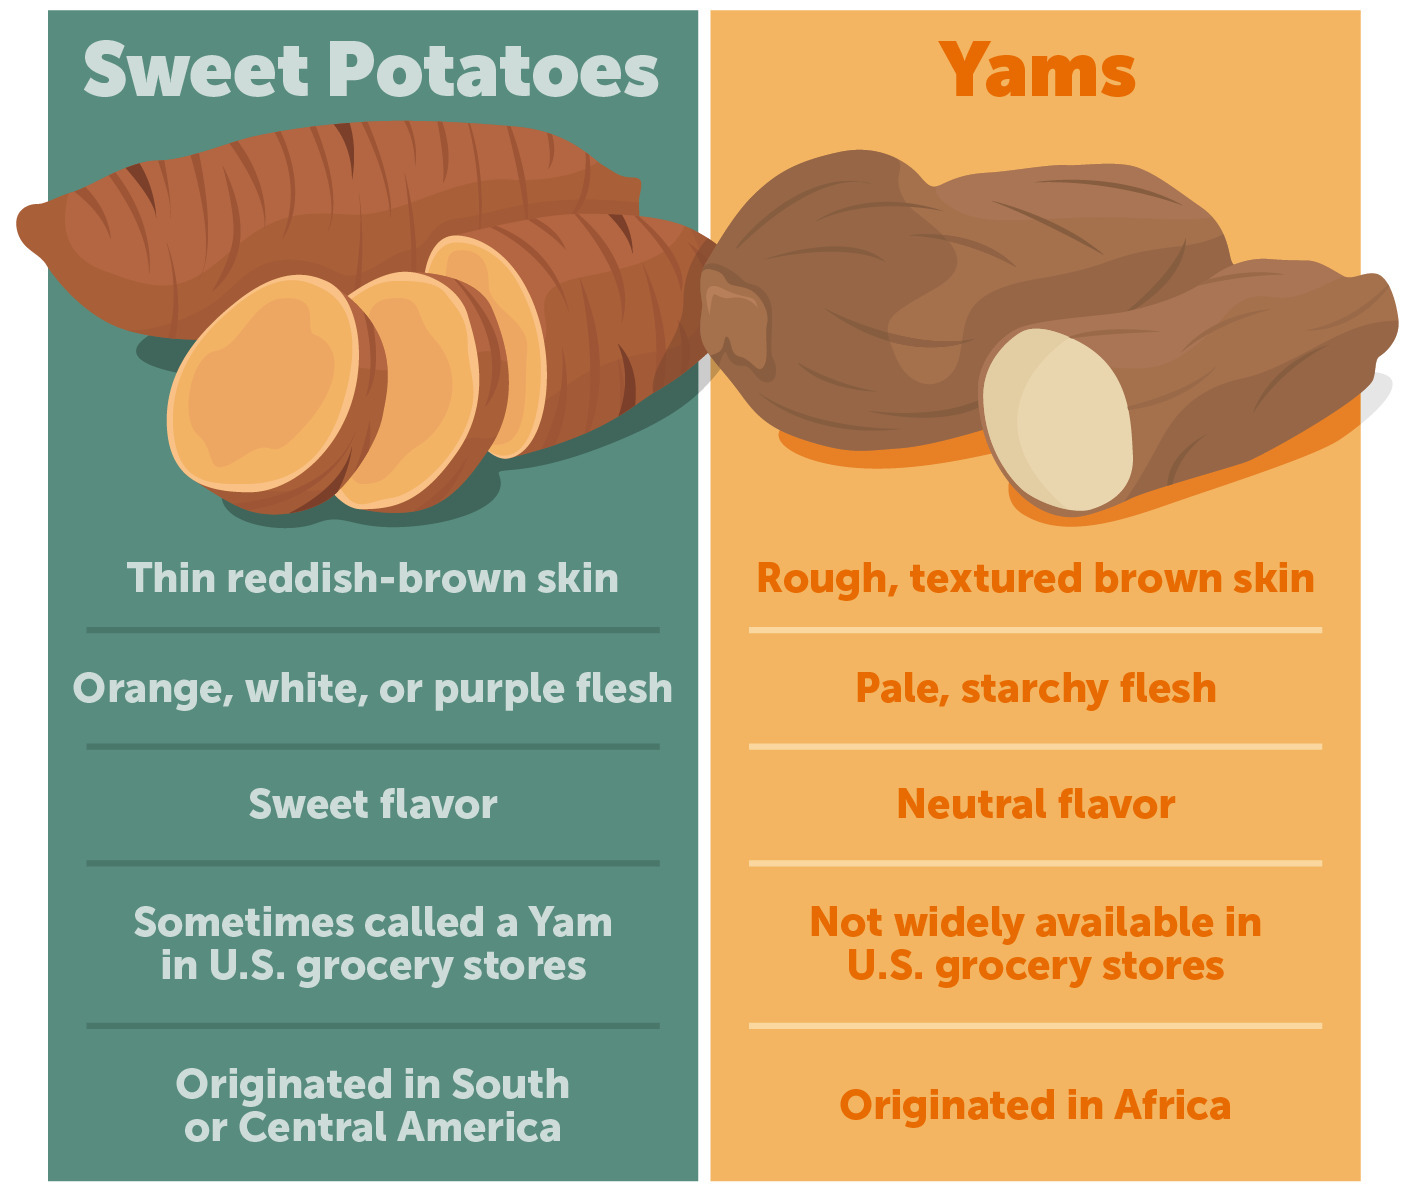 Sweet Potatoes
Thin reddish-brown skin
Orange, white, or purple flesh
Sweet flavor
Sometimes called a Yam
in U.S. grocery stores
Originated in South
or Central America
Yams
Rough, textured brown skin
Pale, starchy flesh
Neutral flavor
Not widely available in
U.S. grocery stores
Originated in Africa